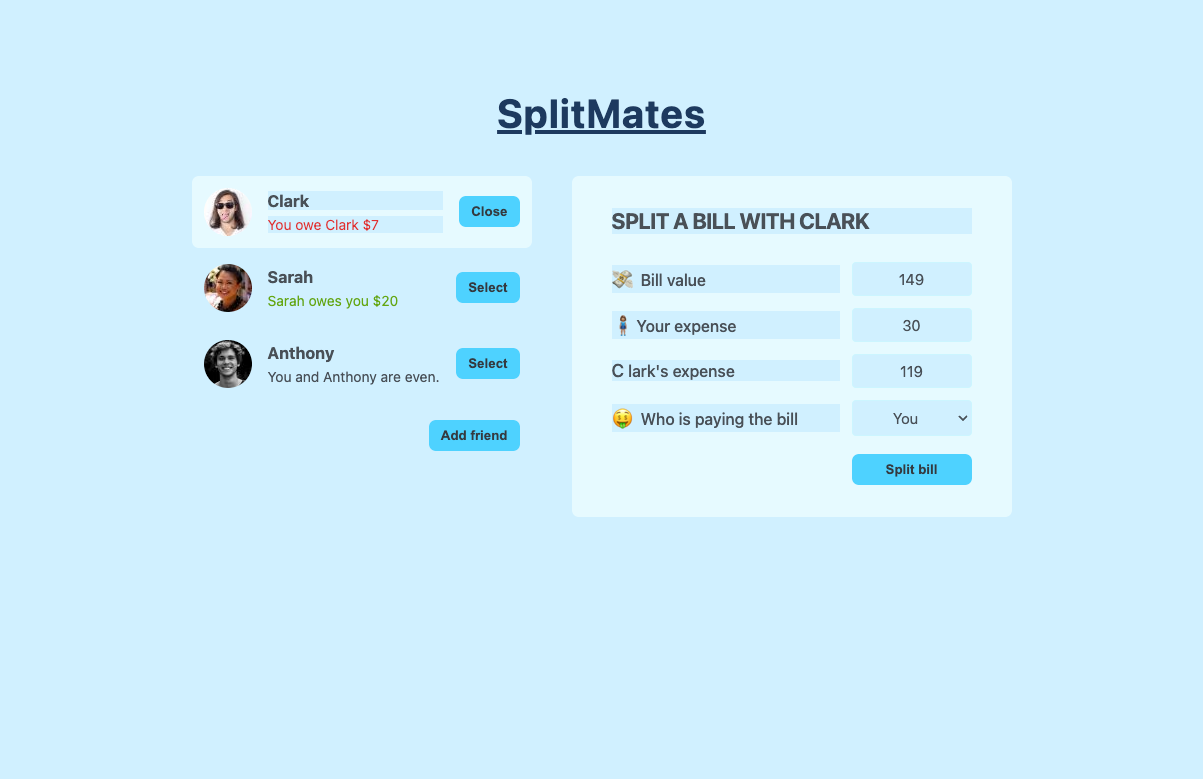 SplitMates
Clark
You owe Clark $7
Close
Sarah
Sarah owes you $20
Select
Anthony
You and Anthony are even.
Select
Add friend
SPLIT A BILL WITH CLARK
💸 Bill value
149
🧍‍♀️ Your expense
30
C lark's expense
119
🤑 Who is paying the bill
You
Split bill